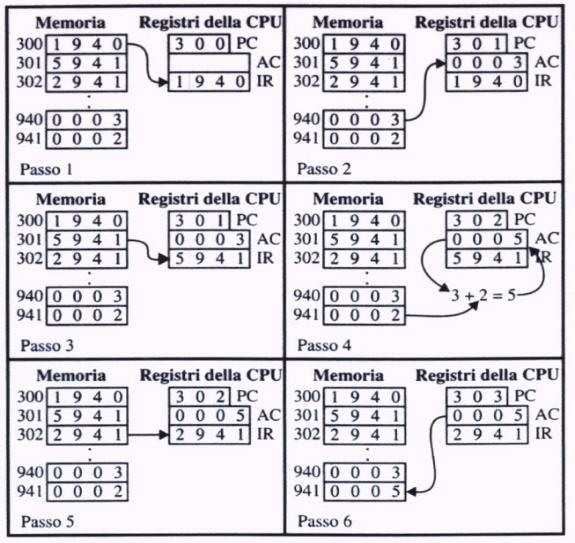 Memoria Registri della CPU
300 1 9 4 0 3 0 0 PC
301 5 9 4 1 AC
302 2 9 4 1 1 9 4 0 IR
940 0 0 0 3
941 0 0 0 2
Passo 1
Memoria Registri della CPU
300 1 9 4 0 3 0 1 PC
301 5 9 4 1 0 0 0 3 AC
302 2 9 4 1 1 9 4 0 IR
940 0 0 0 3
941 0 0 0 2
Passo 2
Memoria Registri della CPU
300 1 9 4 0 3 0 1 PC
301 5 9 4 1 0 0 0 3 AC
302 2 9 4 1 5 9 4 1 IR
940 0 0 0 3
941 0 0 0 2
Passo 3
Memoria Registri della CPU
300 1 9 4 0 3 0 2 PC
301 5 9 4 1 0 0 0 5 AC
302 2 9 4 1 5 9 4 1 IR
940 0 0 0 3 3 + 2 = 5
941 0 0 0 2
Passo 4
Memoria Registri della CPU
300 1 9 4 0 3 0 2 PC
301 5 9 4 1 0 0 0 5 AC
302 2 9 4 1 2 9 4 1 IR
940 0 0 0 3
941 0 0 0 2
Passo 5
Memoria Registri della CPU
300 1 9 4 0 3 0 3 PC
301 5 9 4 1 0 0 0 5 AC
302 2 9 4 1 2 9 4 1 IR
940 0 0 0 3
941 0 0 0 5
Passo 6